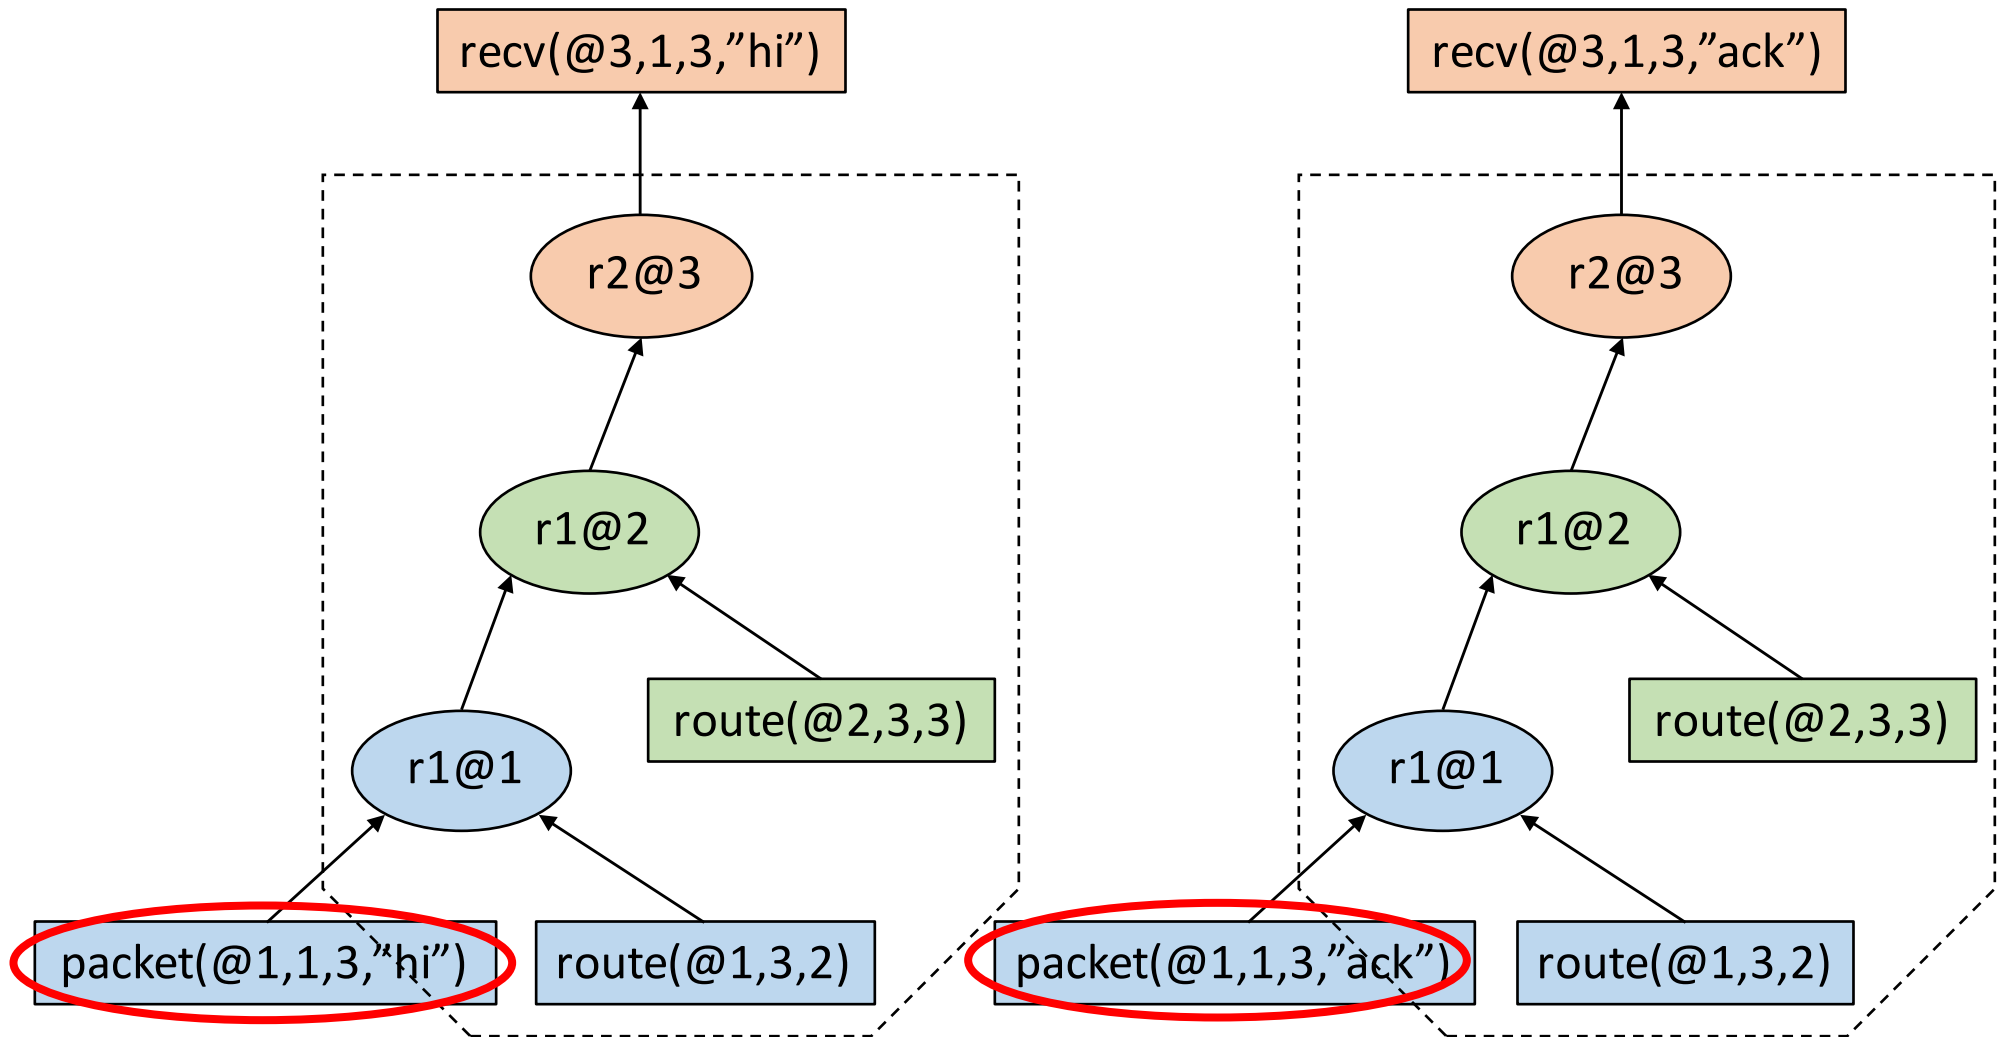 recv(@3,1,3,”hi”)
recv(@3,1,3,”ack”)
r2@3
r2@3
r1@2
r1@2
route(@2,3,3)
route(@2,3,3)
r1@1
r1@1
packet(@1,1,3,”hi”)
route(@1,3,2)
packet(@1,1,3,”ack”)
route(@1,3,2)